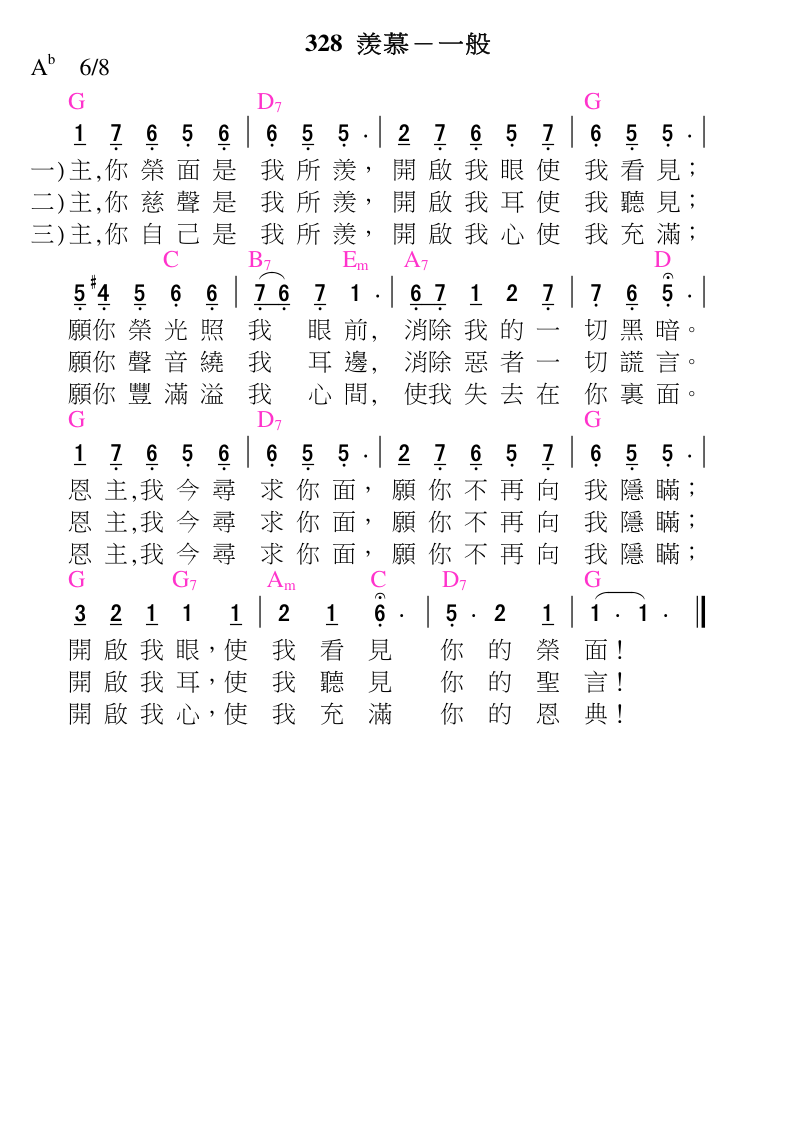 328 羨慕－一般
A♭ 6/8
G D7 G
1 7 6 5 6 | 6 5 5 · | 2 7 6 5 7 | 6 5 5 · |
一)主,你榮面是 我所羨， 開啟我眼使 我看見；
二)主,你慈聲是 我所羨， 開啟我耳使 我聽見；
三)主,你自己是 我所羨， 開啟我心使 我充滿；
C B7 Em A7 D
5 #4 5 6 6 | 7 6 7 1 · | 6 7 1 2 7 | 7 6 5 · |
願你榮光照 我 眼前, 消除我的一 切黑暗。
願你聲音繞 我 耳邊, 消除惡者一 切謊言。
願你豐滿溢 我 心間, 使我失去在 你裏面。
G D7 G
1 7 6 5 6 | 6 5 5 · | 2 7 6 5 7 | 6 5 5 · |
恩主,我今尋 求你面， 願你不再向 我隱瞞；
恩主,我今尋 求你面， 願你不再向 我隱瞞；
恩主,我今尋 求你面， 願你不再向 我隱瞞；
G G7 Am C D7 G
3 2 1 1 1 | 2 1 6 · | 5 · 2 1 | 1 · 1 · ‖
開啟我眼，使 我看見 你的榮 面！
開啟我耳，使 我聽見 你的聖 言！
開啟我心，使 我充滿 你的恩 典！